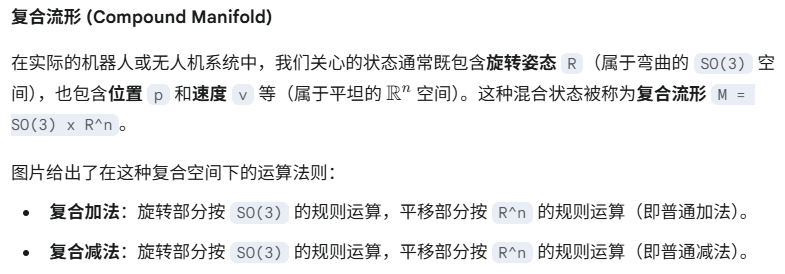 复合流形 (Compound Manifold)
在实际的机器人或无人机系统中，我们关心的状态通常既包含旋转姿态 R（属于弯曲的 SO(3) 空
间），也包含位置 p 和速度 v 等（属于平坦的 ℝⁿ 空间）。这种混合状态被称为复合流形 M =
SO(3) x R^n。
图片给出了在这种复合空间下的运算法则：
• 复合加法：旋转部分按 SO(3) 的规则运算，平移部分按 R^n 的规则运算（即普通加法）。
• 复合减法：旋转部分按 SO(3) 的规则运算，平移部分按 R^n 的规则运算（即普通减法）。